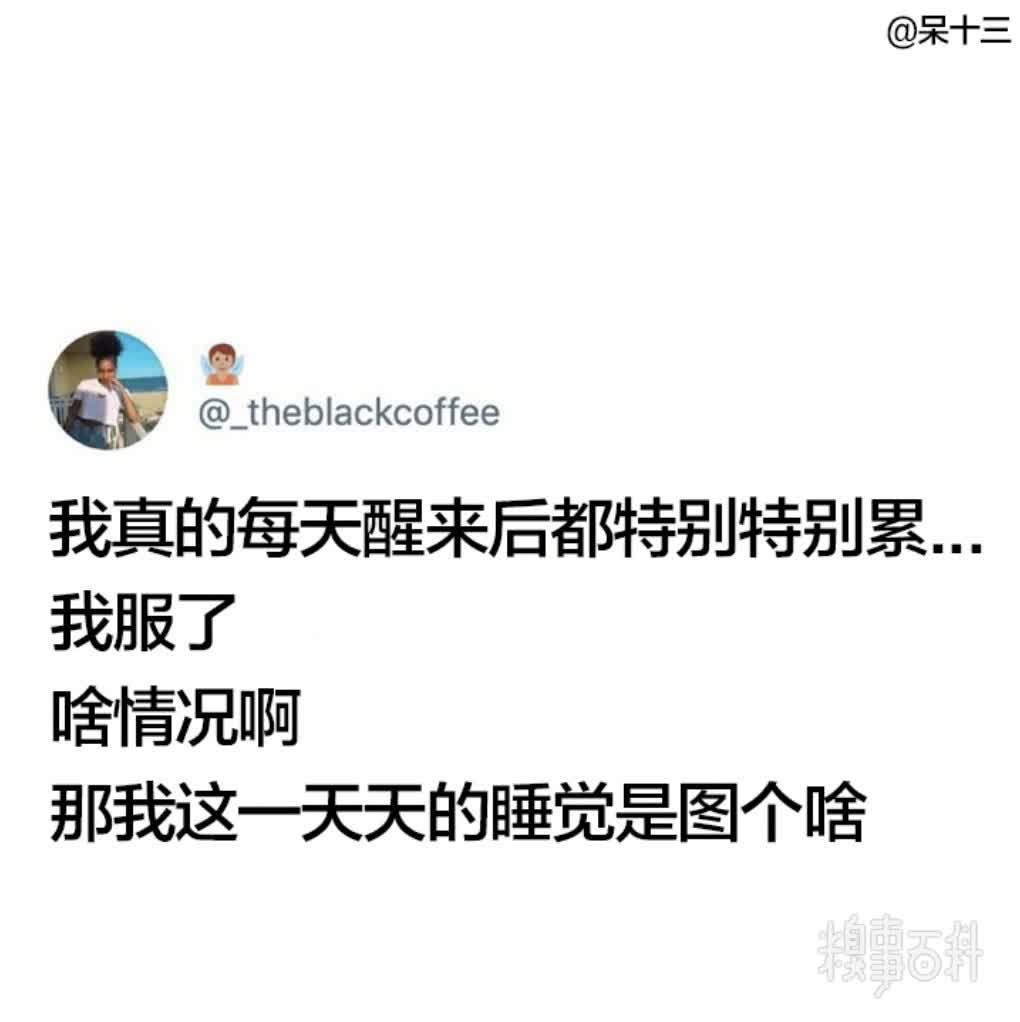 @呆十三
@_theblackcoffee
我真的每天醒来后都特别特别累...
我服了
啥情况啊
那我这一天天的睡觉是图个啥
糗事百科